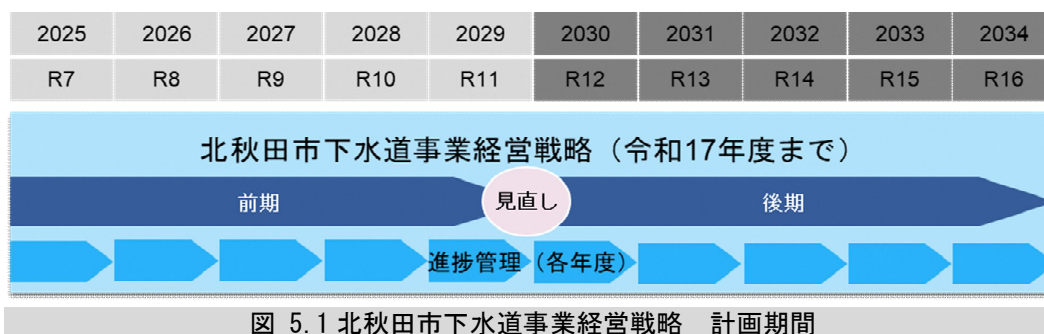 2025 2026 2027 2028 2029 2030 2031 2032 2033 2034
R7 R8 R9 R10 R11 R12 R13 R14 R15 R16
北秋田市下水道事業経営戦略（令和17年度まで）
前期 見直し 後期
進捗管理（各年度）
図 5.1 北秋田市下水道事業経営戦略　計画期間